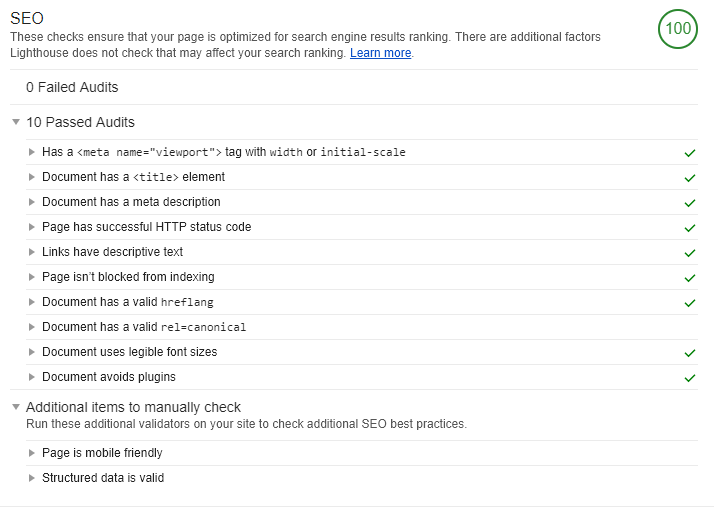 SEO
100
These checks ensure that your page is optimized for search engine results ranking. There are additional factors
Lighthouse does not check that may affect your search ranking. Learn more.
0 Failed Audits
10 Passed Audits
Has a <meta name="viewport"> tag with width or initial-scale
Document has a <title> element
Document has a meta description
Page has successful HTTP status code
Links have descriptive text
Page isn't blocked from indexing
Document has a valid hreflang
Document has a valid rel=canonical
Document uses legible font sizes
Document avoids plugins
Additional items to manually check
Run these additional validators on your site to check additional SEO best practices.
Page is mobile friendly
Structured data is valid